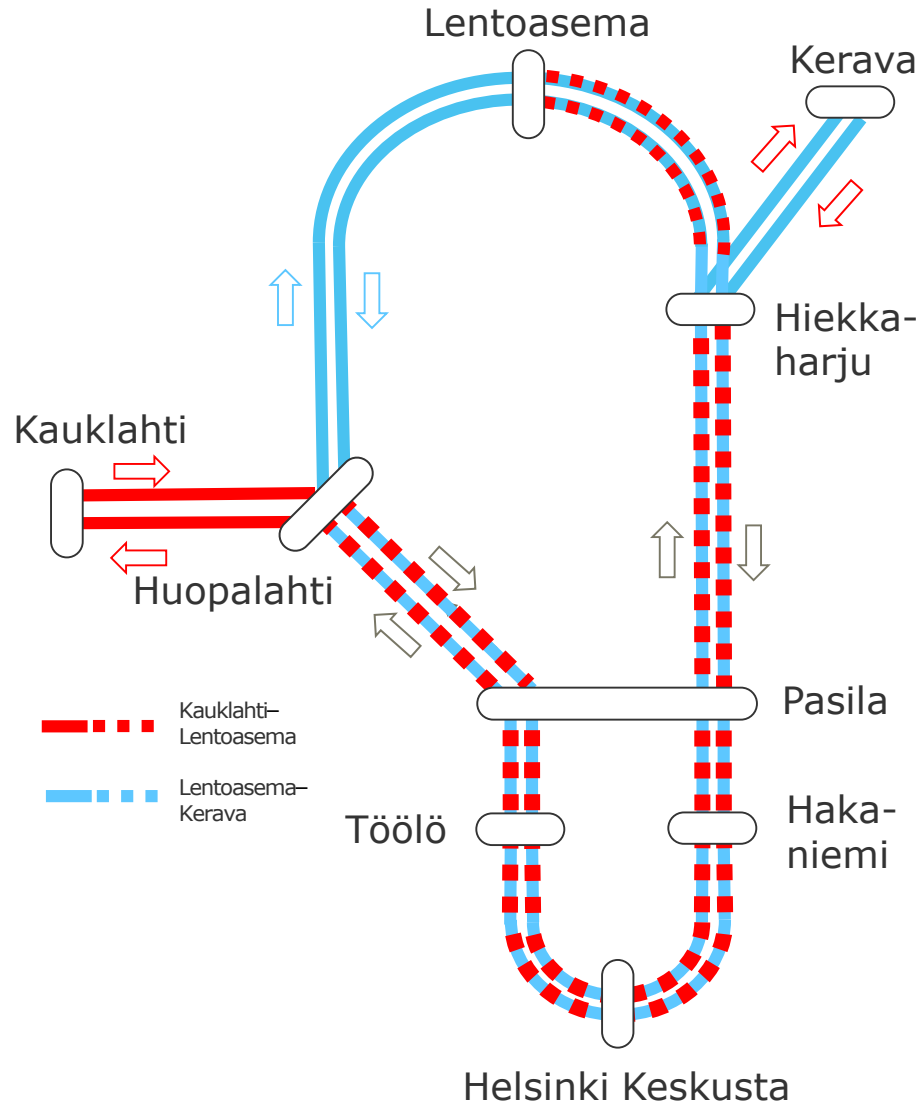 Lentoasema
Kerava
Hiekka-
harju
Kauklahti
Huopalahti
Pasila
Kauklahti–
Lentoasema
Lentoasema–
Kerava
Töölö
Haka-
niemi
Helsinki Keskusta